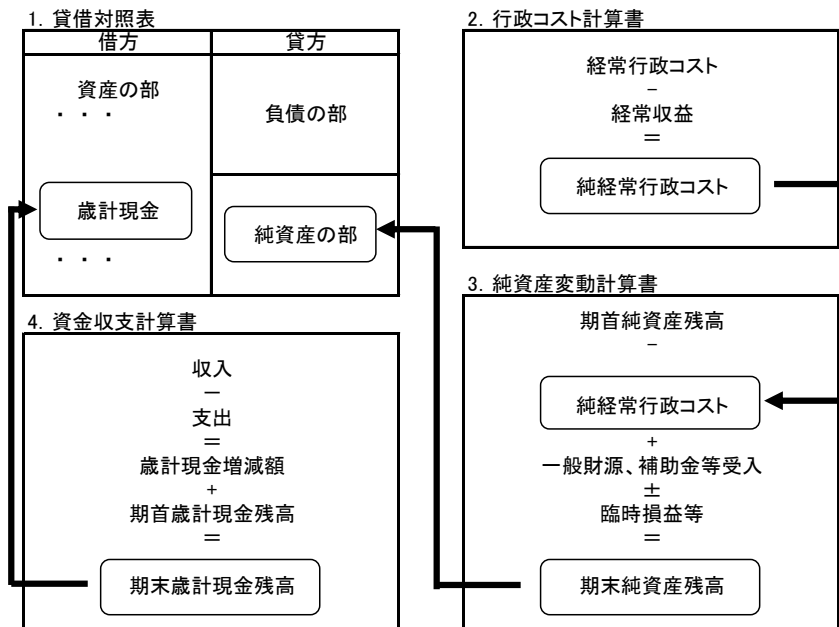 1. 貸借対照表
借方
貸方
資産の部
・ ・ ・
歳計現金
・ ・ ・
負債の部
純資産の部
2. 行政コスト計算書
経常行政コスト
−
経常収益
＝
純経常行政コスト
3. 純資産変動計算書
期首純資産残高
−
純経常行政コスト
+
一般財源、補助金等受入
±
臨時損益等
＝
期末純資産残高
4. 資金収支計算書
収入
−
支出
＝
歳計現金増減額
+
期首歳計現金残高
＝
期末歳計現金残高